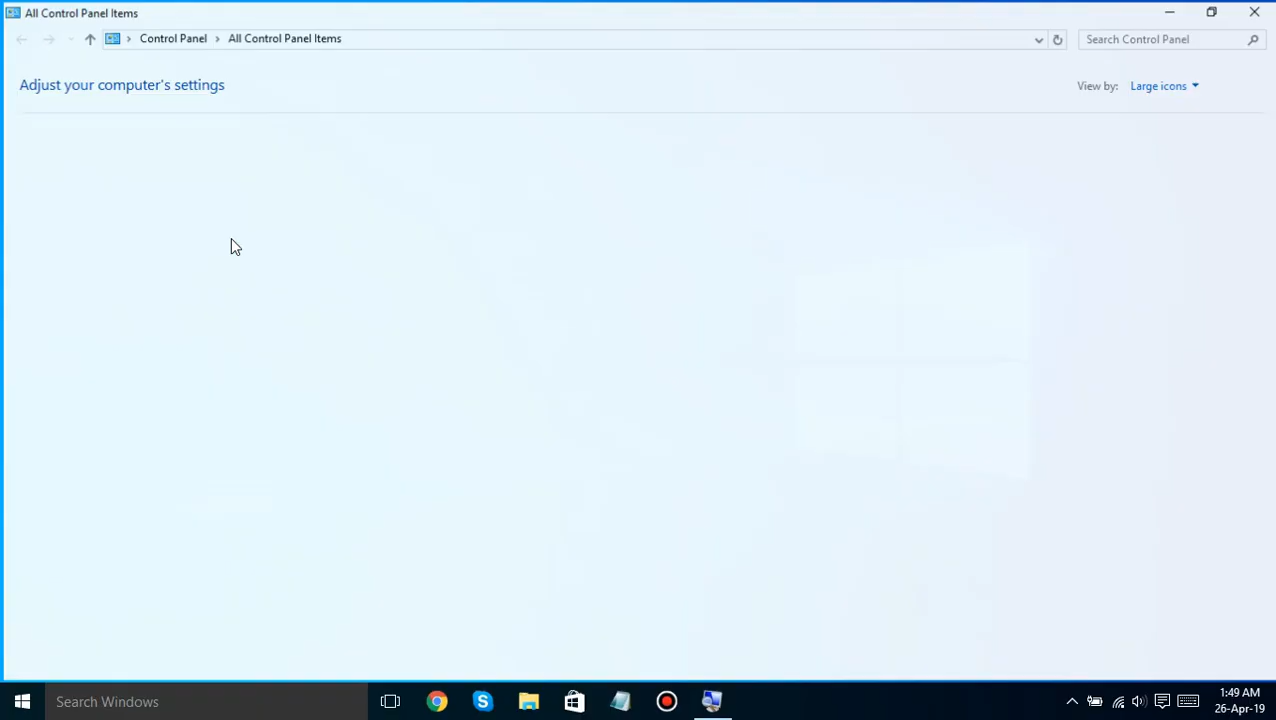 All Control Panel Items
Control Panel All Control Panel Items
Search Control Panel
Adjust your computer's settings
View by: Large icons
Search Windows
1:49 AM
26-Apr-19